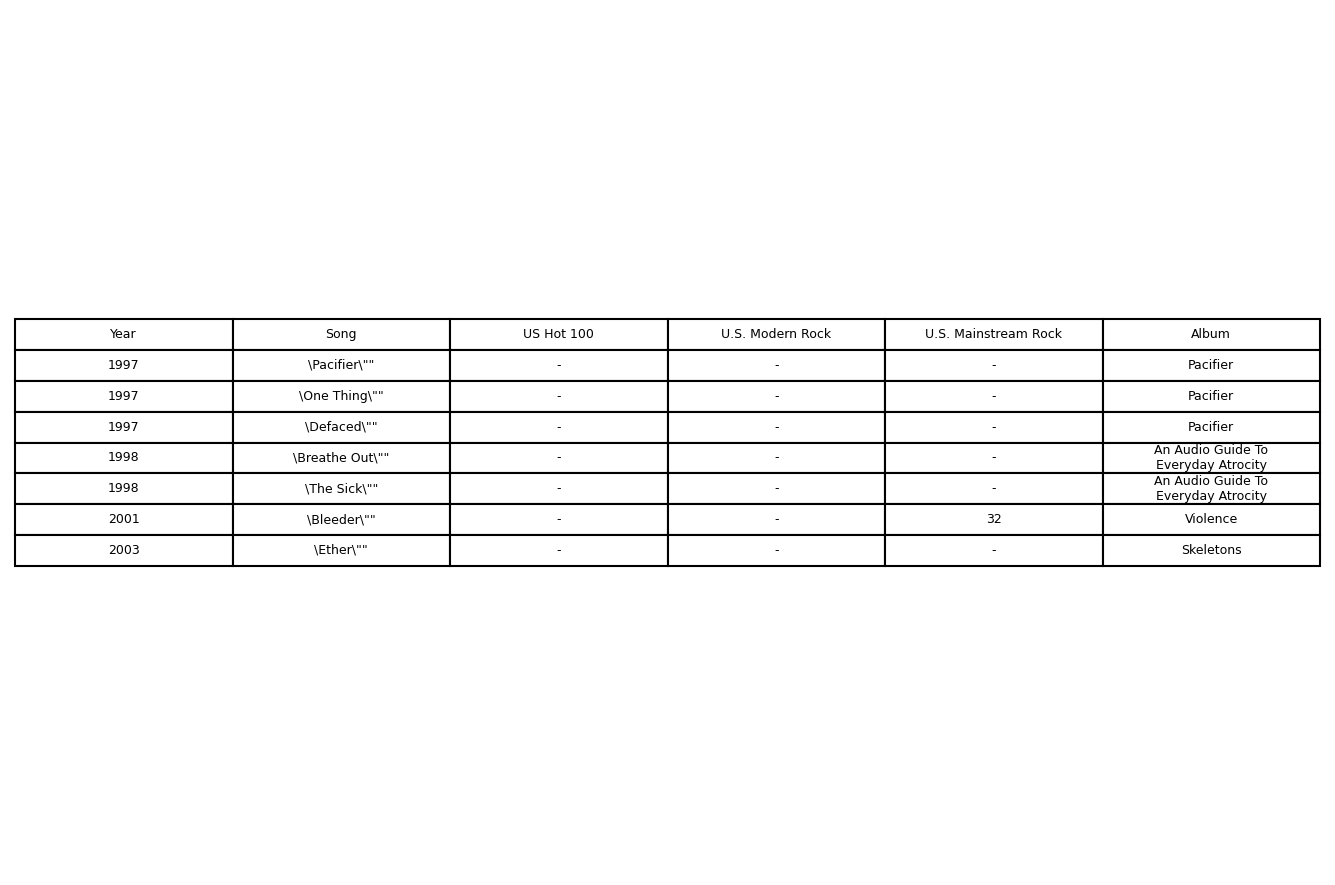 Year Song US Hot 100 U.S. Modern Rock U.S. Mainstream Rock Album
1997 \Pacifier\"" - - - Pacifier
1997 \One Thing\"" - - - Pacifier
1997 \Defaced\"" - - - Pacifier
1998 \Breathe Out\"" - - - An Audio Guide To
Everyday Atrocity
1998 \The Sick\"" - - - An Audio Guide To
Everyday Atrocity
2001 \Bleeder\"" - - 32 Violence
2003 \Ether\"" - - - Skeletons